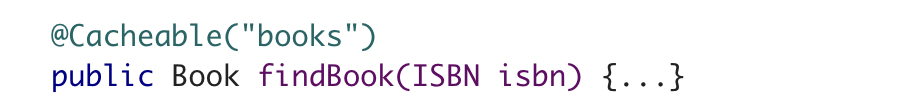 @Cacheable("books")
public Book findBook(ISBN isbn) {...}